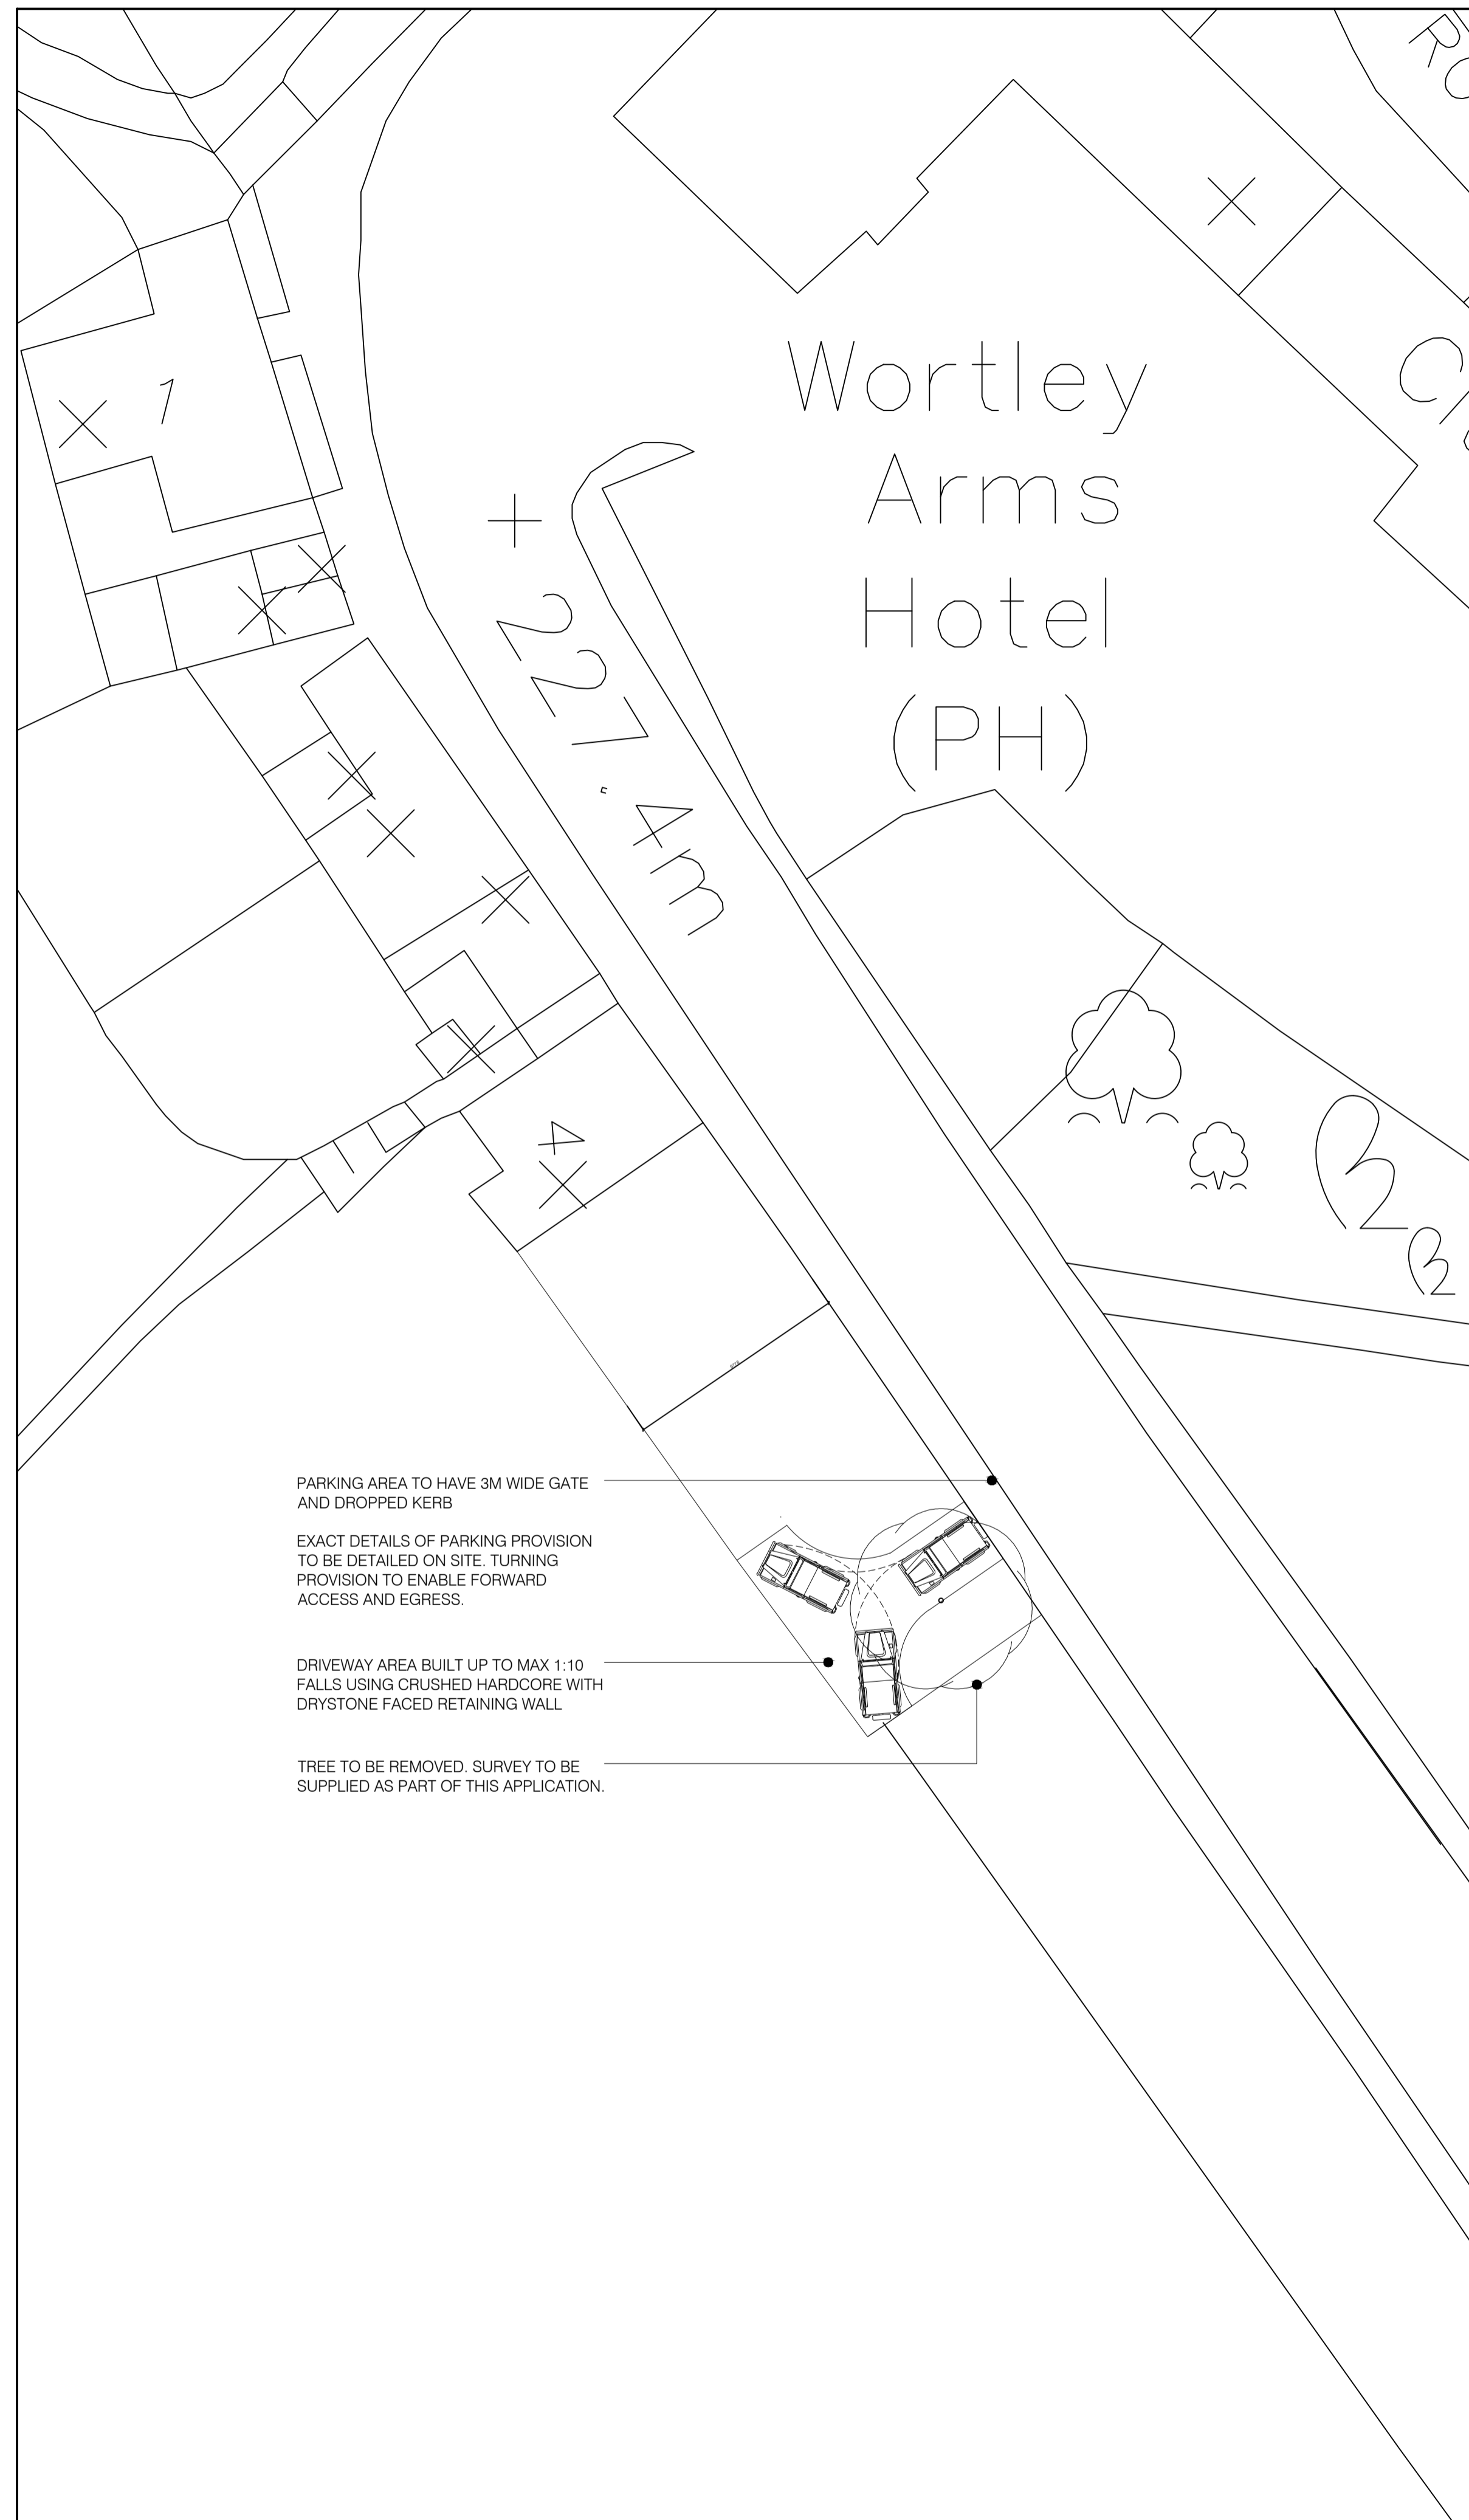 1
Wortley
Arms
Hotel
(PH)
227.4m
4
PARKING AREA TO HAVE 3M WIDE GATE
AND DROPPED KERB
EXACT DETAILS OF PARKING PROVISION
TO BE DETAILED ON SITE. TURNING
PROVISION TO ENABLE FORWARD
ACCESS AND EGRESS.
DRIVEWAY AREA BUILT UP TO MAX 1:10
FALLS USING CRUSHED HARDCORE WITH
DRYSTONE FACED RETAINING WALL
TREE TO BE REMOVED. SURVEY TO BE
SUPPLIED AS PART OF THIS APPLICATION.